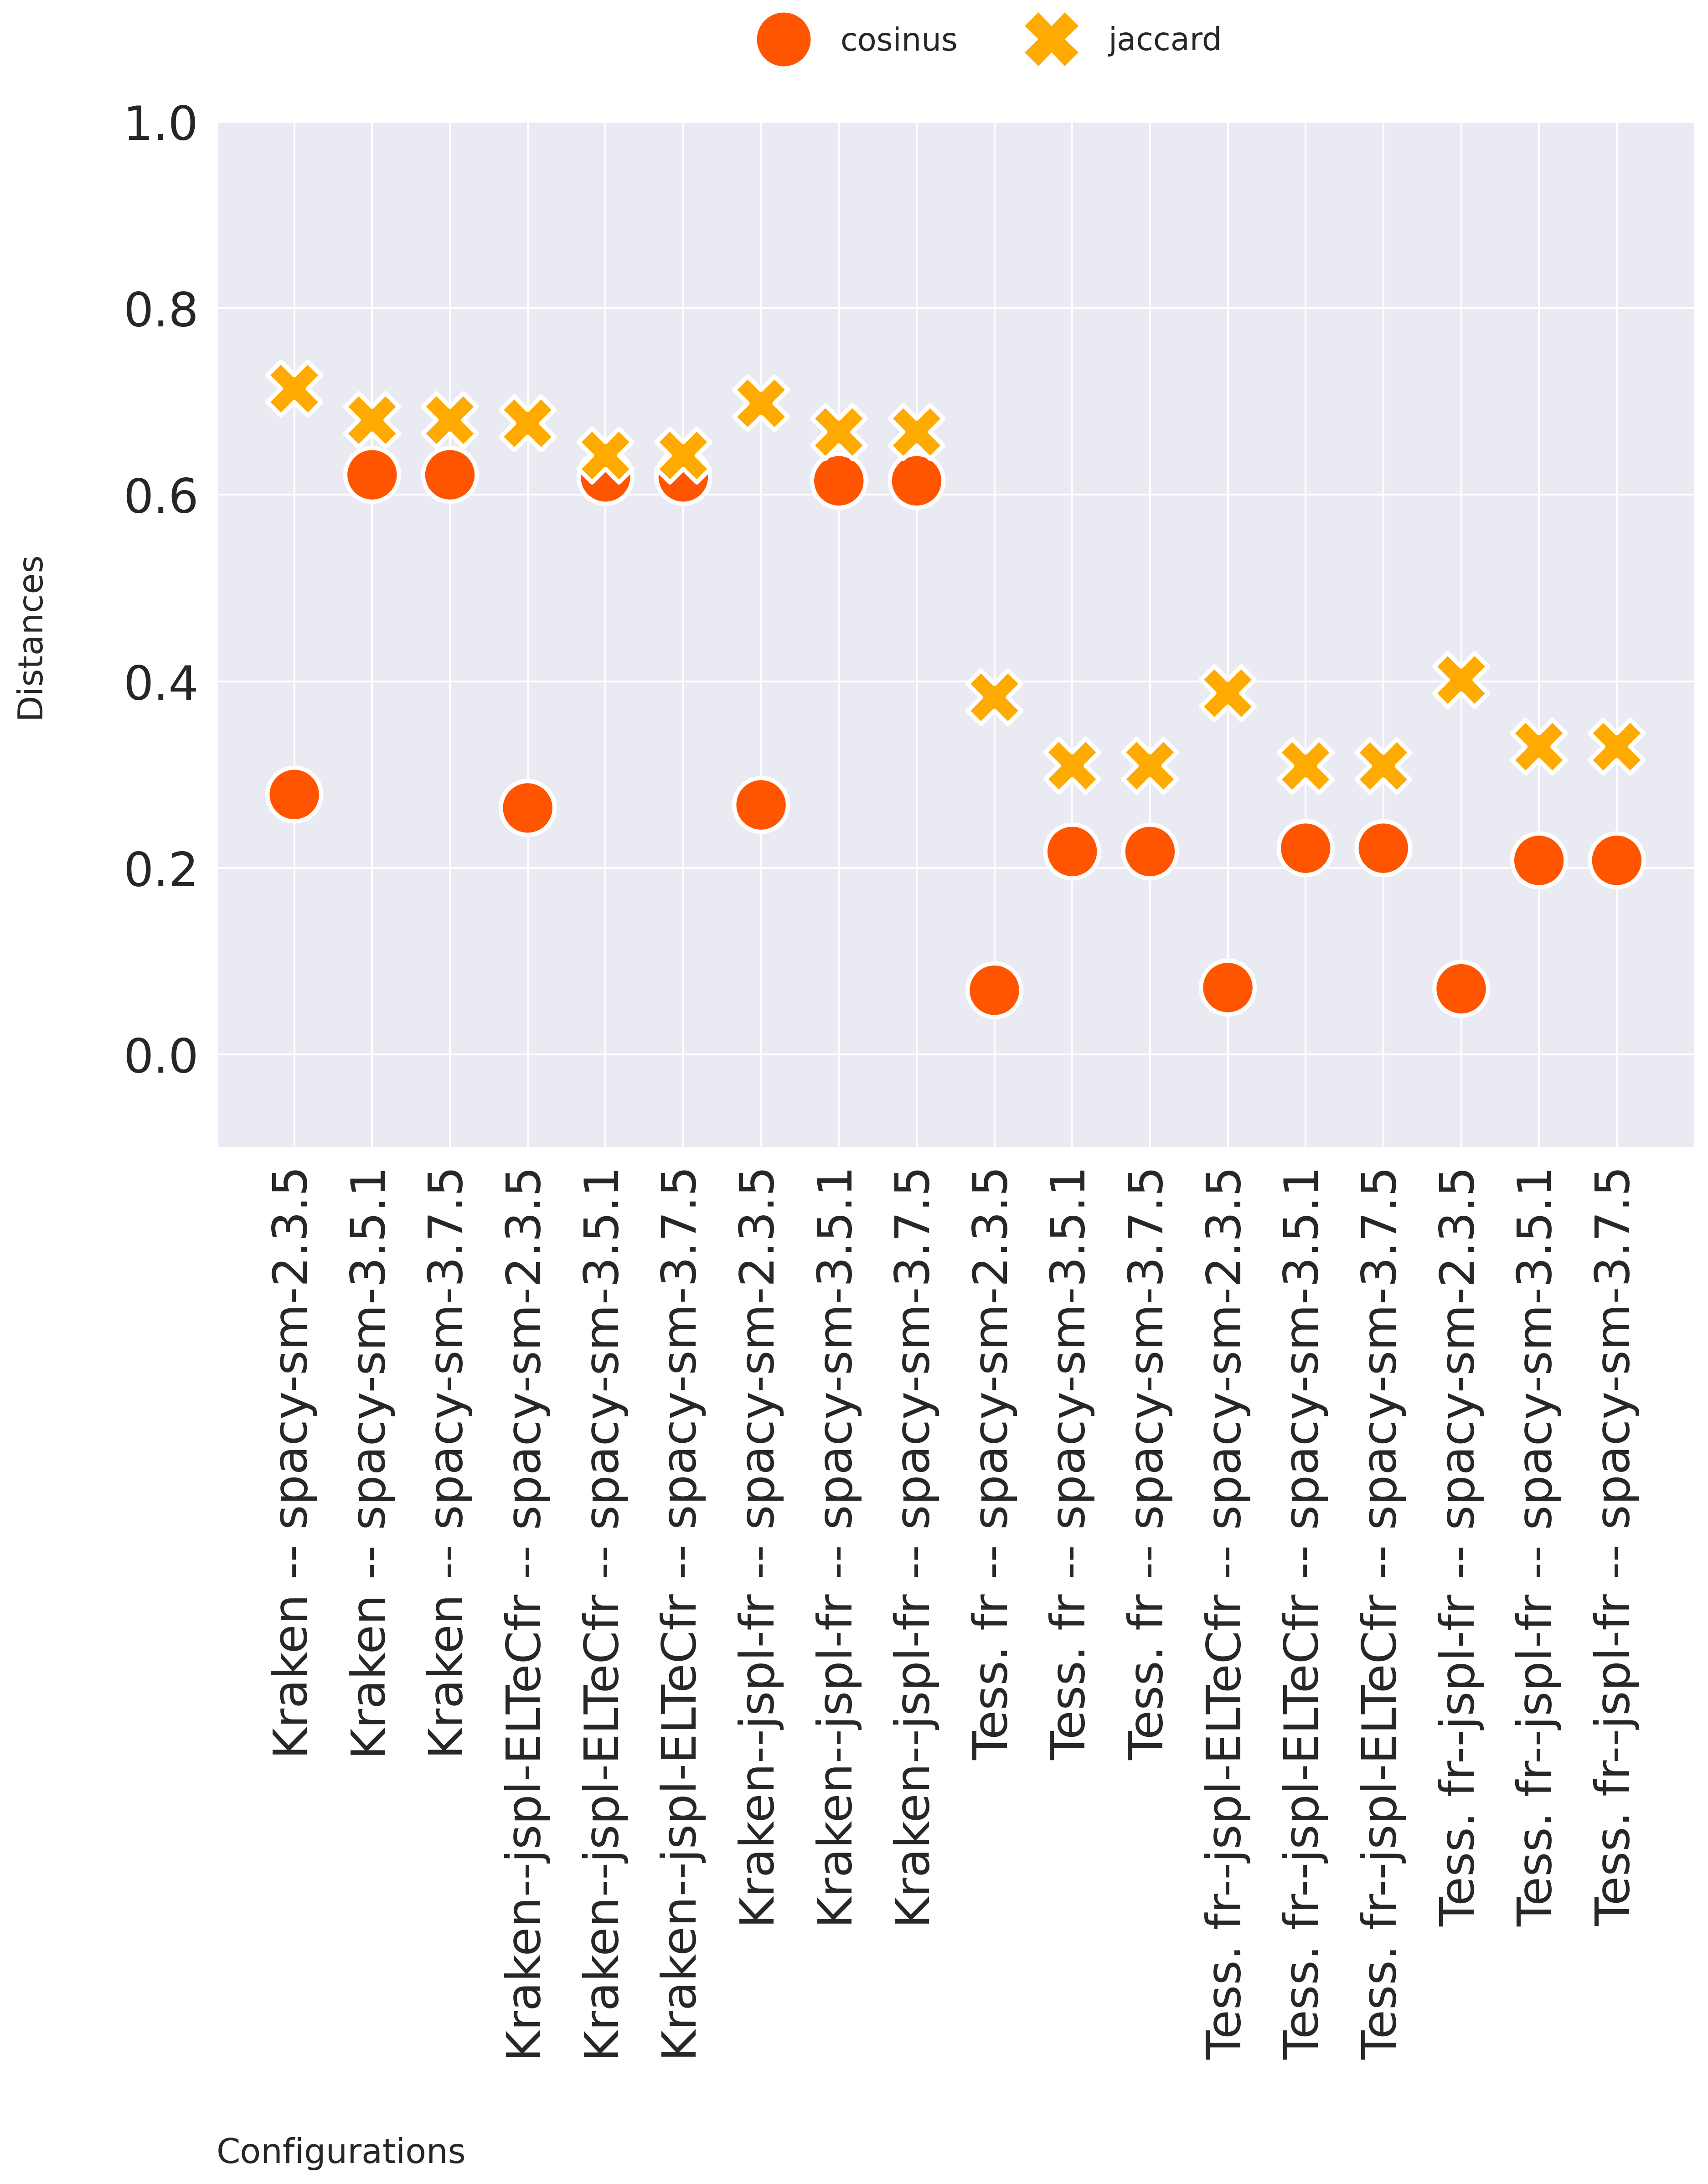 cosinus jaccard
1.0
0.8
0.6
0.4
0.2
0.0
Distances
Kraken -- spacy-sm-2.3.5
Kraken -- spacy-sm-3.5.1
Kraken -- spacy-sm-3.7.5
Kraken--jspl-ELTeCfr -- spacy-sm-2.3.5
Kraken--jspl-ELTeCfr -- spacy-sm-3.5.1
Kraken--jspl-ELTeCfr -- spacy-sm-3.7.5
Kraken--jspl-fr -- spacy-sm-2.3.5
Kraken--jspl-fr -- spacy-sm-3.5.1
Kraken--jspl-fr -- spacy-sm-3.7.5
Tess. fr -- spacy-sm-2.3.5
Tess. fr -- spacy-sm-3.5.1
Tess. fr -- spacy-sm-3.7.5
Tess. fr--jspl-ELTeCfr -- spacy-sm-2.3.5
Tess. fr--jspl-ELTeCfr -- spacy-sm-3.5.1
Tess. fr--jspl-ELTeCfr -- spacy-sm-3.7.5
Tess. fr--jspl-fr -- spacy-sm-2.3.5
Tess. fr--jspl-fr -- spacy-sm-3.5.1
Tess. fr--jspl-fr -- spacy-sm-3.7.5
Configurations